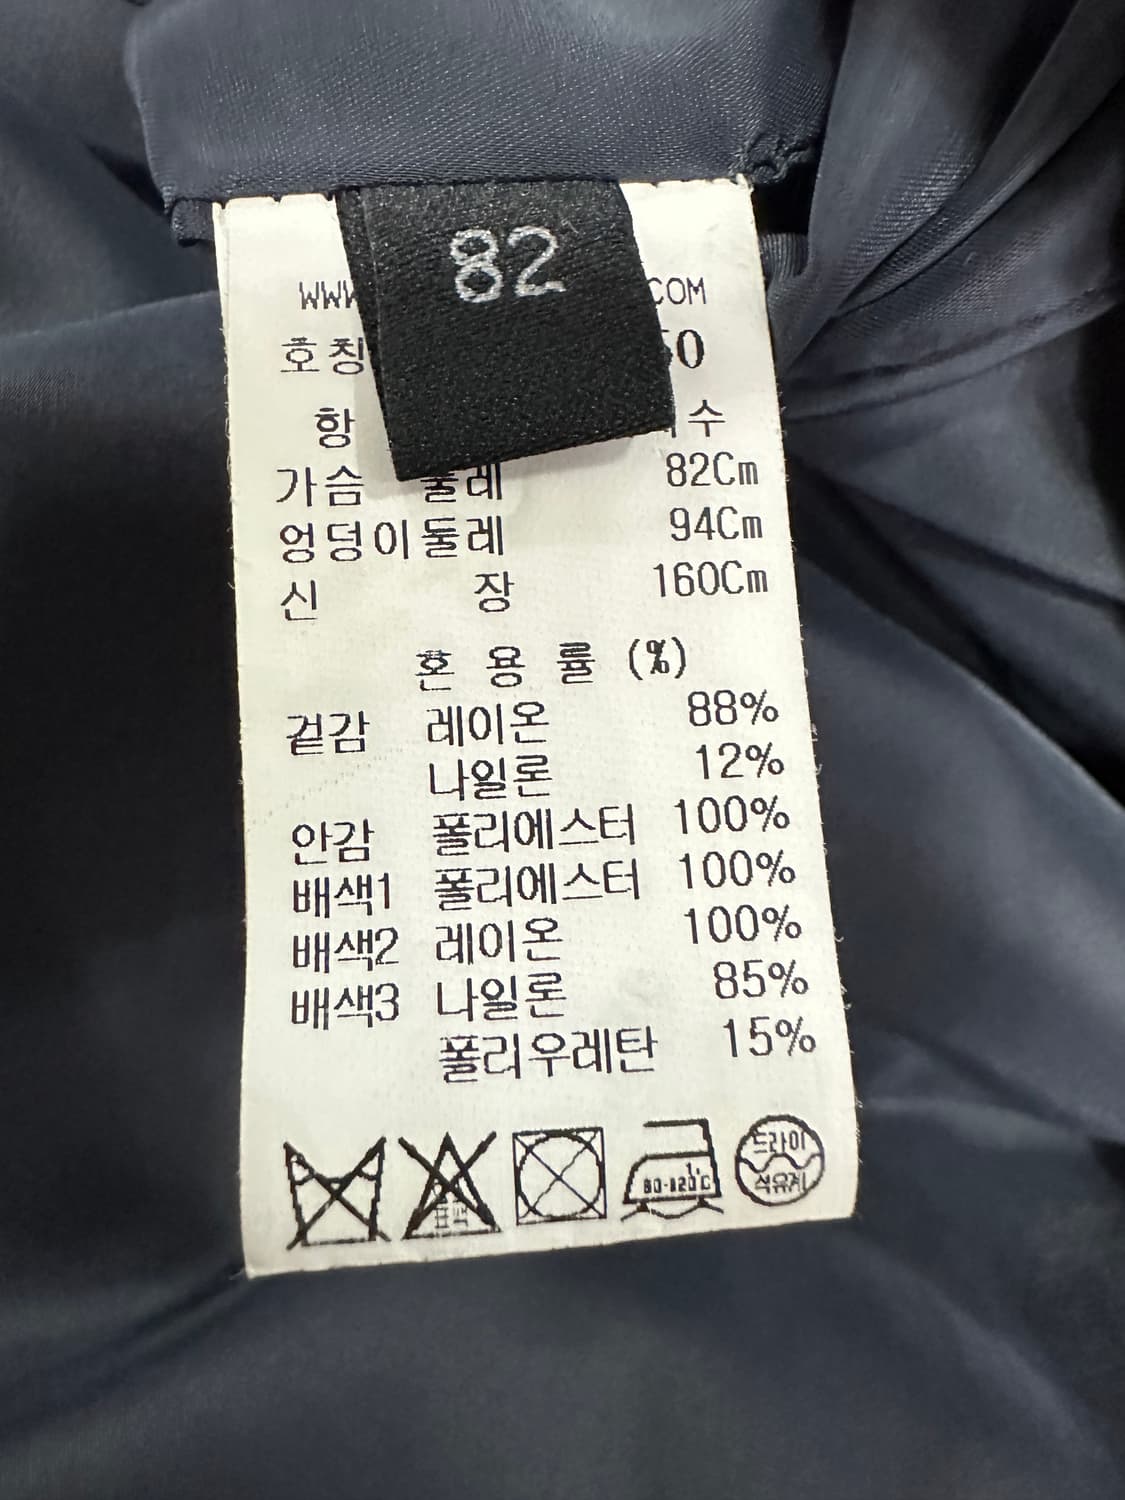 82
WWW
COM
호칭
항
수
가슴 둘레 82Cm
엉덩이둘레 94Cm
신 장 160Cm
혼 용 률 (%)
겉감 레이온 88%
나일론 12%
안감 폴리에스터 100%
배색1 폴리에스터 100%
배색2 레이온 100%
배색3 나일론 85%
폴리우레탄 15%
80-120℃
드라이
석유계